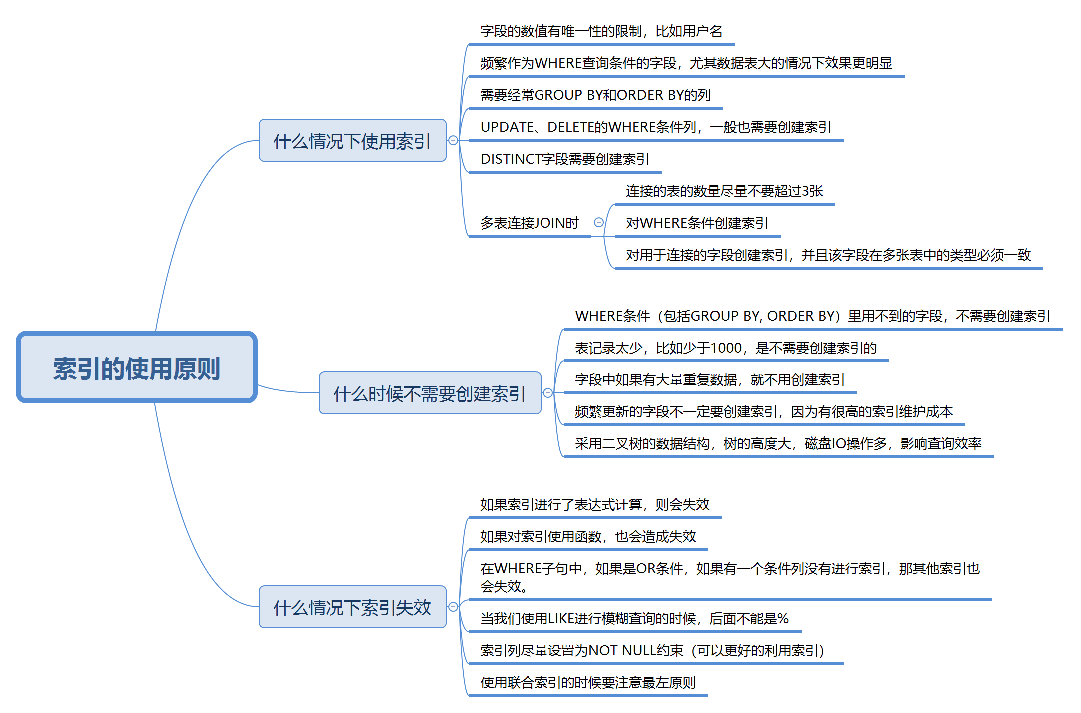 索引的使用原则
什么情况下使用索引
字段的数值有唯一性的限制，比如用户名
频繁作为WHERE查询条件的字段，尤其数据表大的情况下效果更明显
需要经常GROUP BY和ORDER BY的列
UPDATE、DELETE的WHERE条件列，一般也需要创建索引
DISTINCT字段需要创建索引
多表连接JOIN时
连接的表的数量尽量不要超过3张
对WHERE条件创建索引
对用于连接的字段创建索引，并且该字段在多张表中的类型必须一致
什么时候不需要创建索引
WHERE条件（包括GROUP BY, ORDER BY）里用不到的字段，不需要创建索引
表记录太少，比如少于1000，是不需要创建索引的
字段中如果有大量重复数据，就不用创建索引
频繁更新的字段不一定要创建索引，因为有很高的索引维护成本
采用二叉树的数据结构，树的高度大，磁盘IO操作多，影响查询效率
什么情况下索引失效
如果索引进行了表达式计算，则会失效
如果对索引使用函数，也会造成失效
在WHERE子句中，如果是OR条件，如果有一个条件列没有进行索引，那其他索引也
会失效。
当我们使用LIKE进行模糊查询的时候，后面不能是%
索引列尽量设置为NOT NULL约束（可以更好的利用索引）
使用联合索引的时候要注意最左原则